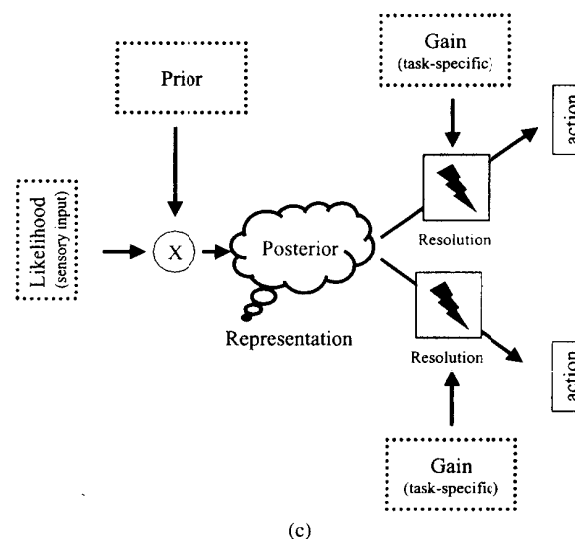 Gain
(task-specific)
Prior
action
Likelihood
(sensory input)
X
Posterior
Resolution
Representation
Resolution
action
Gain
(task-specific)
(c)